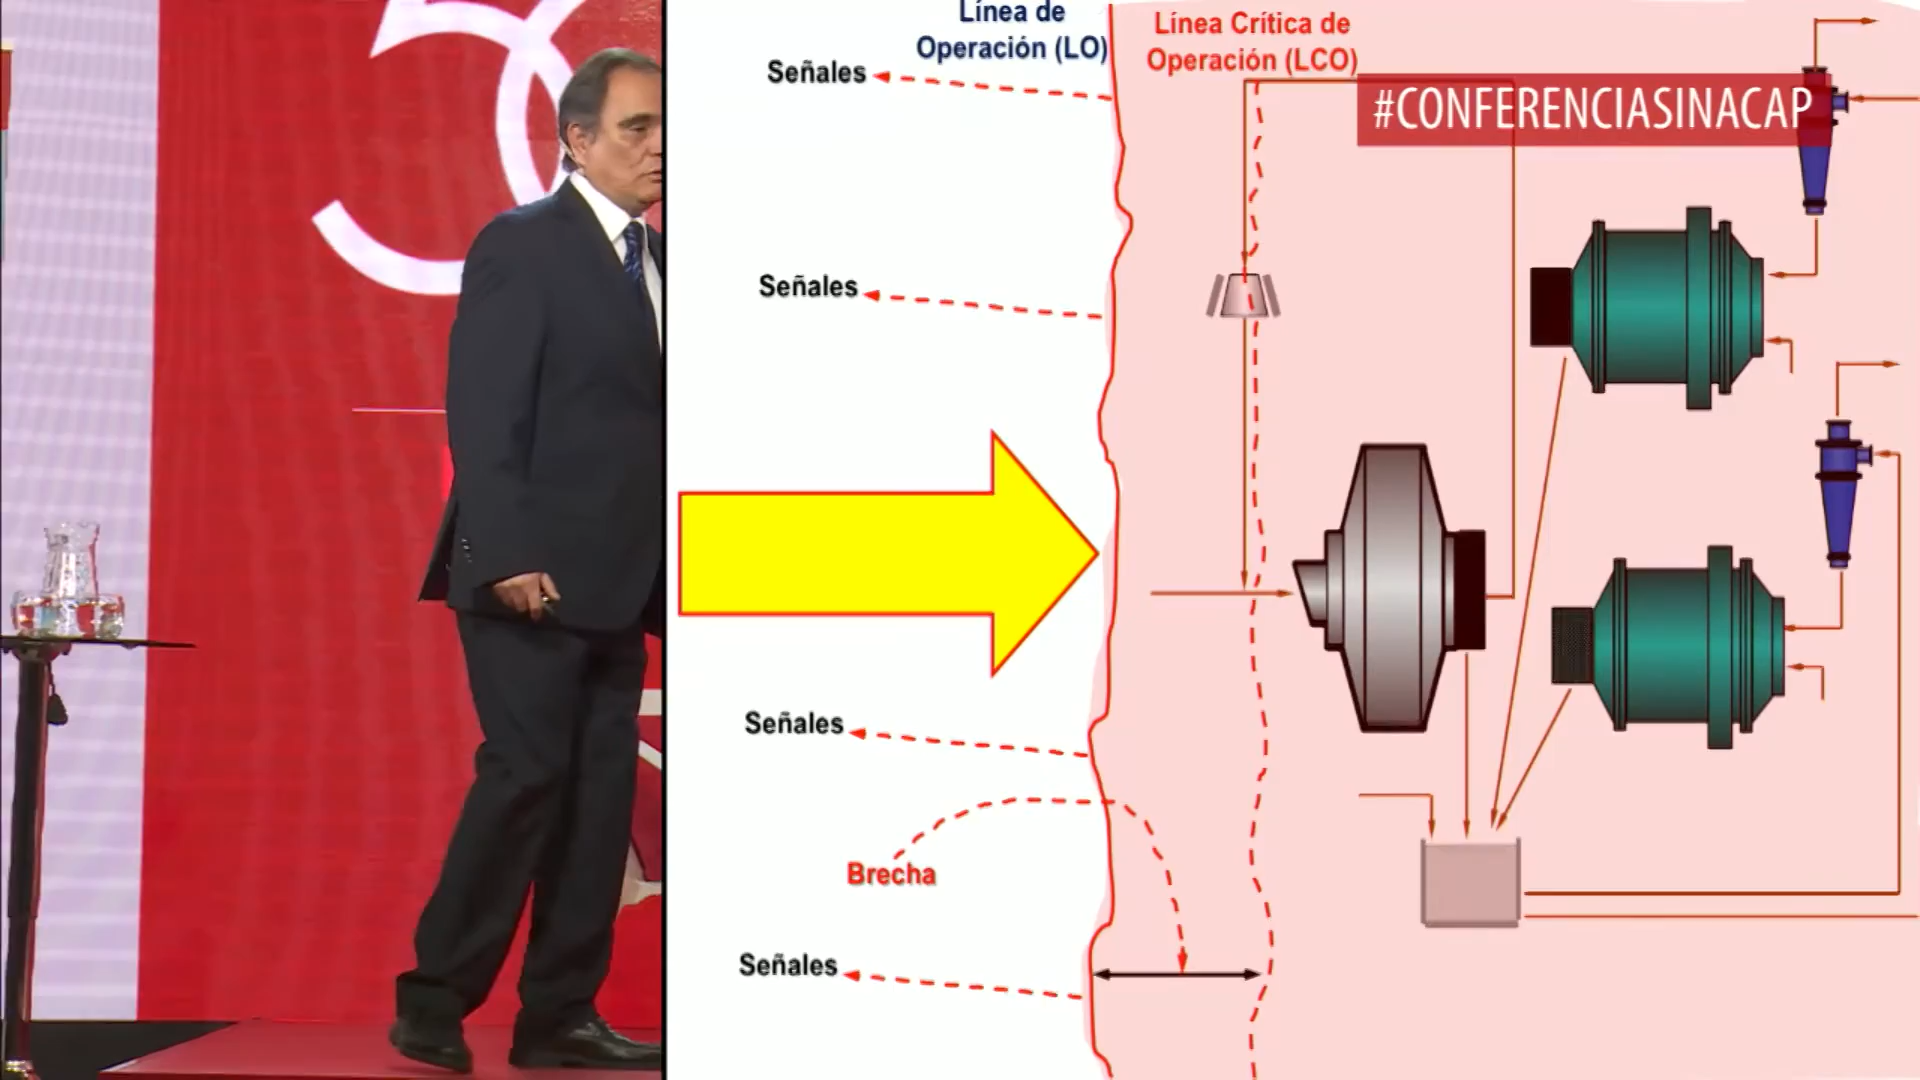 Línea de
Operación (LO)
Línea Crítica de
Operación (LCO)
Señales
#CONFERENCIASINACAP
Señales
Señales
Brecha
Señales